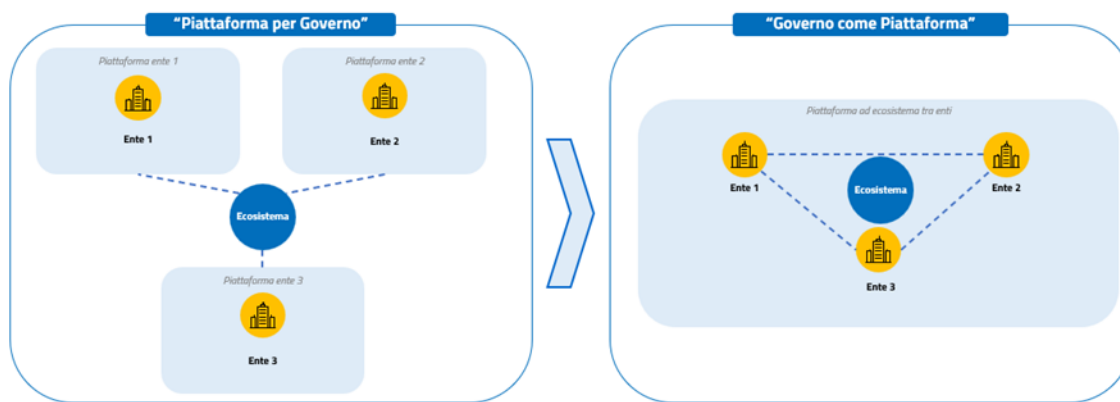 “Piattaforma per Governo”
Piattaforma ente 1
Ente 1
Piattaforma ente 2
Ente 2
Ecosistema
Piattaforma ente 3
Ente 3
“Governo come Piattaforma”
Piattaforma ad ecosistema tra enti
Ente 1
Ecosistema
Ente 2
Ente 3